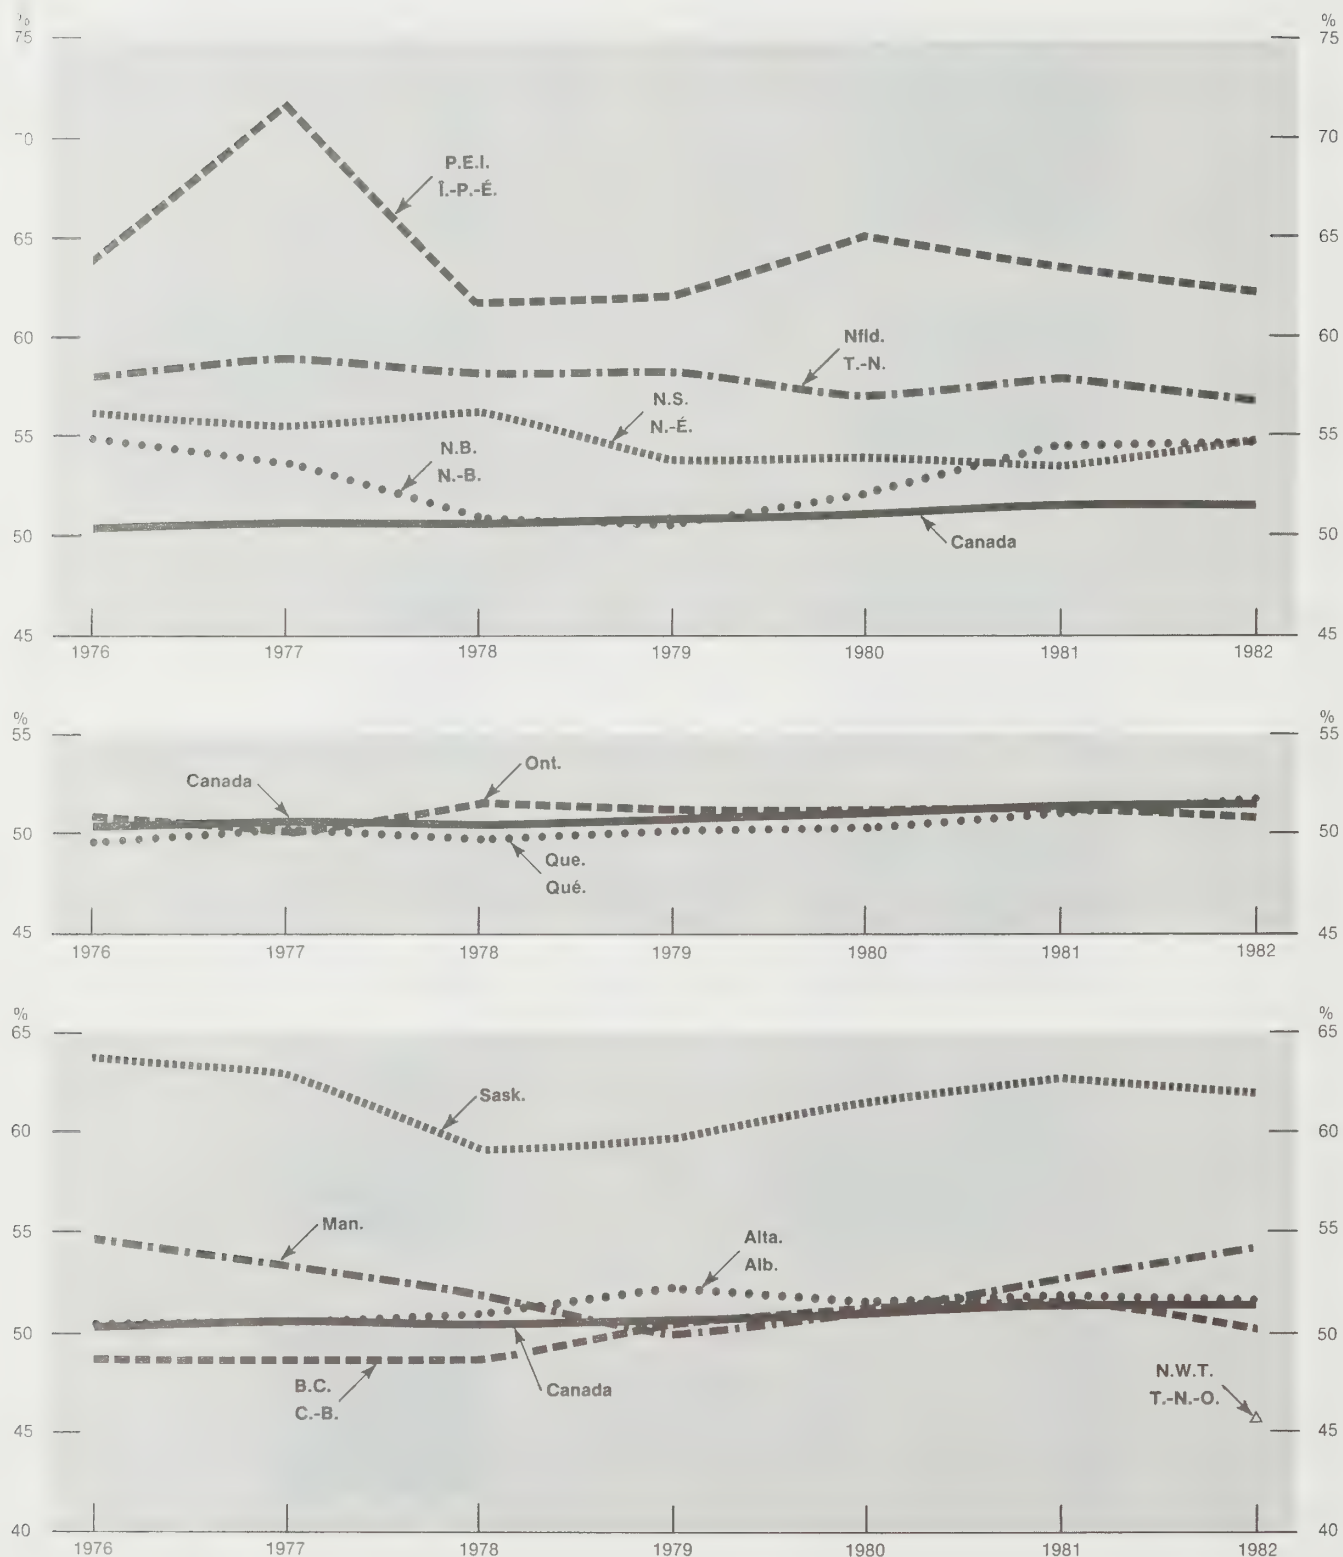 % %
75 75
70 70
P.E.I.
Î.-P.-É.
65 65
60 60
Nfld.
T.-N.
N.S.
N.-É.
55 55
N.B.
N.-B.
50 50
Canada
45 45
1976 1977 1978 1979 1980 1981 1982
% %
55 55
Ont.
Canada
50 50
Que.
Qué.
45 45
1976 1977 1978 1979 1980 1981 1982
% %
65 65
Sask.
60 60
55 55
Man.
Alta.
Alb.
50 50
B.C.
C.-B.
Canada
N.W.T.
T.-N.-O.
45 45
40 40
1976 1977 1978 1979 1980 1981 1982